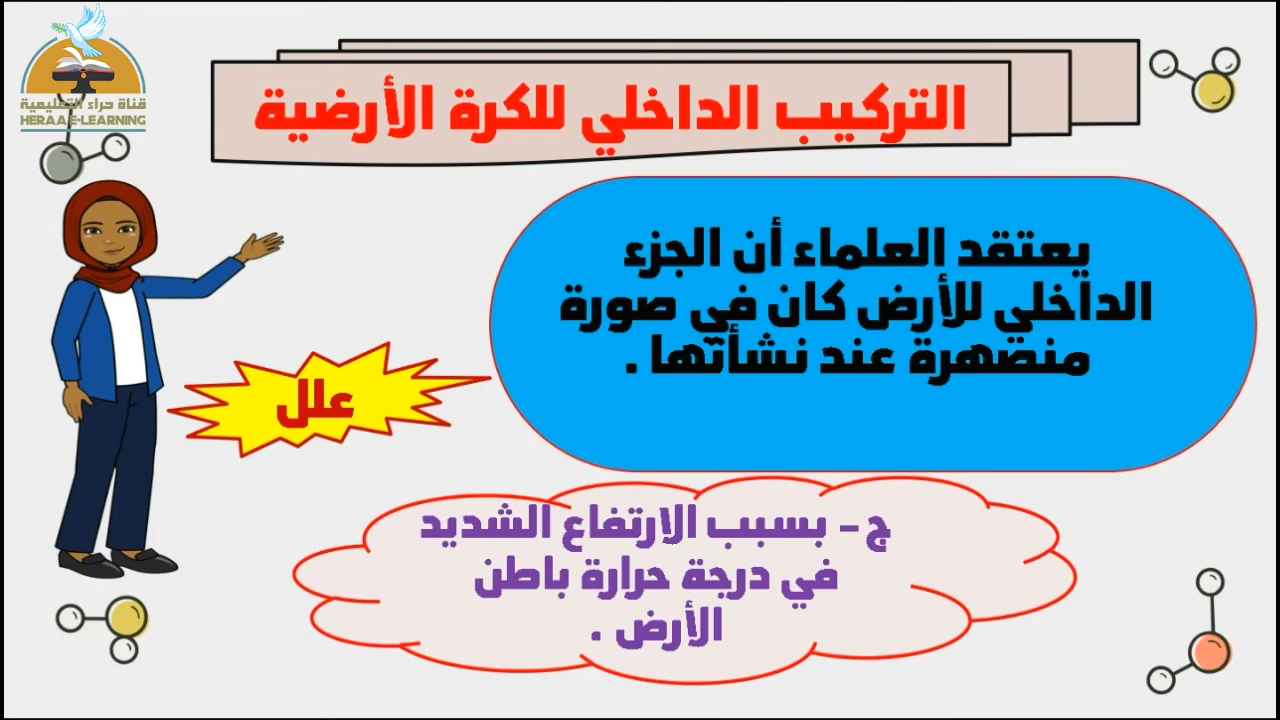 قناة حراء التعليمية
HERAA E-LEARNING
التركيب الداخلي للكرة الأرضية
يعتقد العلماء أن الجزء
الداخلي للأرض كان في صورة
منصهرة عند نشأتها .
علل
ج – بسبب الارتفاع الشديد
في درجة حرارة باطن
الأرض .